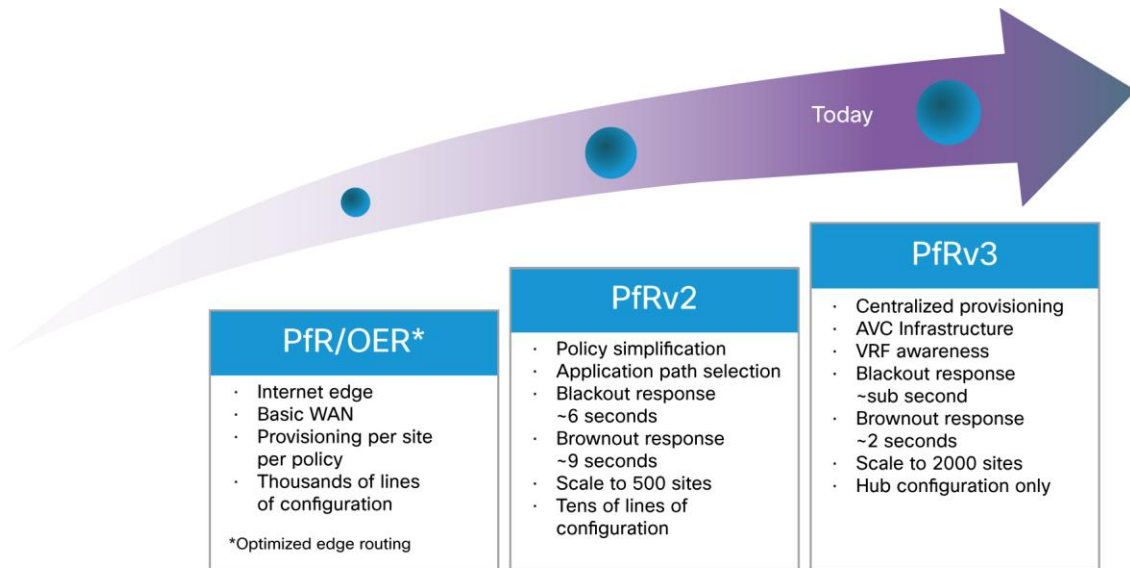 Today
PfR/OER*
· Internet edge
· Basic WAN
· Provisioning per site
per policy
· Thousands of lines
of configuration
*Optimized edge routing
PfRv2
· Policy simplification
· Application path selection
· Blackout response
~6 seconds
· Brownout response
~9 seconds
· Scale to 500 sites
· Tens of lines of
configuration
PfRv3
· Centralized provisioning
· AVC Infrastructure
· VRF awareness
· Blackout response
~sub second
· Brownout response
~2 seconds
· Scale to 2000 sites
· Hub configuration only